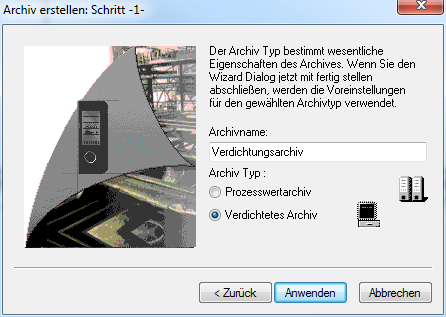 Archiv erstellen: Schritt -1-
Der Archiv Typ bestimmt wesentliche
Eigenschaften des Archives. Wenn Sie den
Wizard Dialog jetzt mit fertig stellen
abschließen, werden die Voreinstellungen
für den gewählten Archivtyp verwendet.
Archivname:
Verdichtungsarchiv
Archiv Typ :
Prozesswertarchiv
Verdichtetes Archiv
< Zurück
Anwenden
Abbrechen